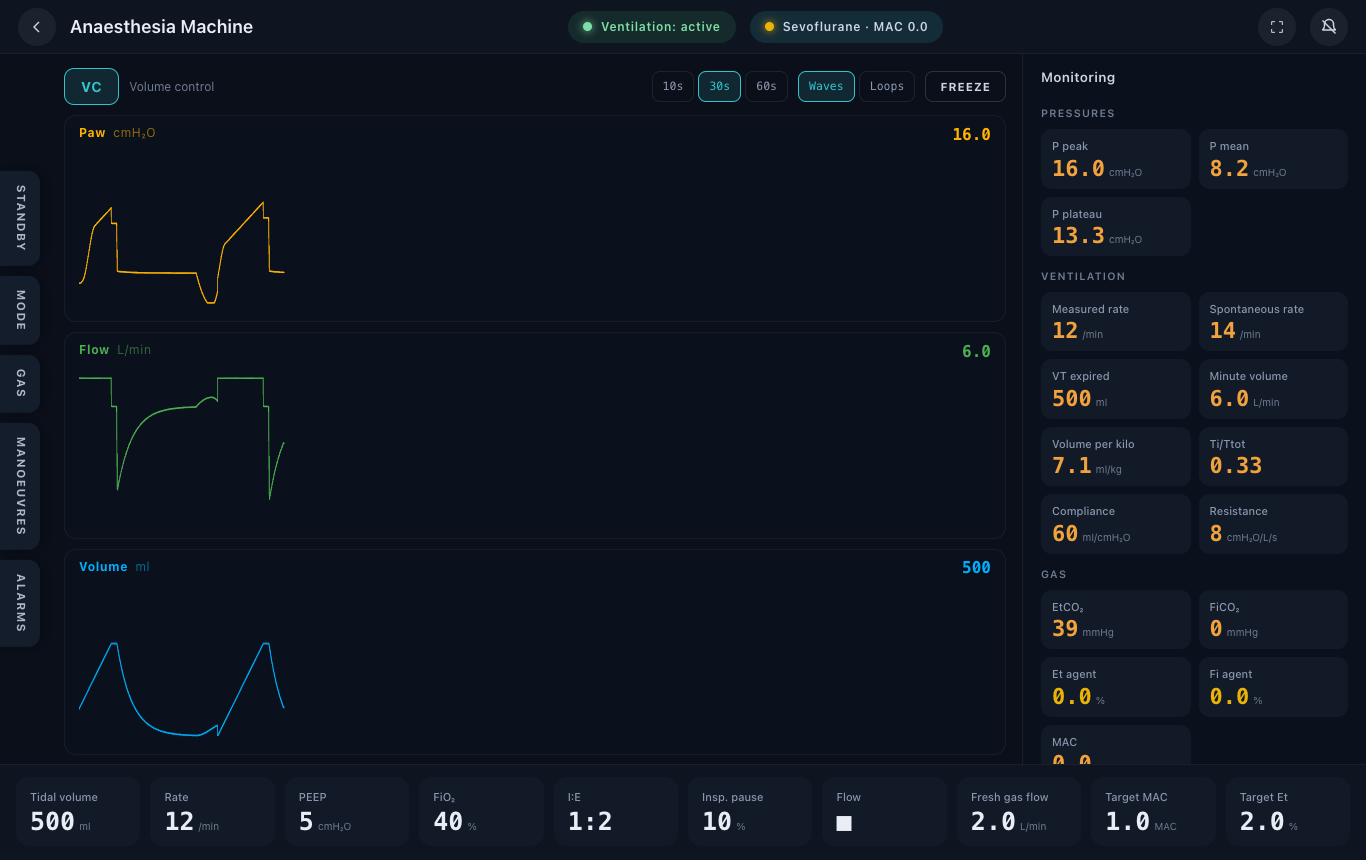 Anaesthesia Machine
Ventilation: active
Sevoflurane · MAC 0.0
VC Volume control
10s 30s 60s Waves Loops FREEZE
STANDBY
MODE
GAS
MANOEUVRES
ALARMS
Paw cmH₂O 16.0
Flow L/min 6.0
Volume ml 500
Monitoring
PRESSURES
P peak
16.0 cmH₂O
P mean
8.2 cmH₂O
P plateau
13.3 cmH₂O
VENTILATION
Measured rate
12 /min
Spontaneous rate
14 /min
VT expired
500 ml
Minute volume
6.0 L/min
Volume per kilo
7.1 ml/kg
Ti/Ttot
0.33
Compliance
60 ml/cmH₂O
Resistance
8 cmH₂O/L/s
GAS
EtCO₂
39 mmHg
FiCO₂
0 mmHg
Et agent
0.0 %
Fi agent
0.0 %
MAC
0.0
Tidal volume
500 ml
Rate
12 /min
PEEP
5 cmH₂O
FiO₂
40 %
I:E
1:2
Insp. pause
10 %
Flow
■
Fresh gas flow
2.0 L/min
Target MAC
1.0 MAC
Target Et
2.0 %